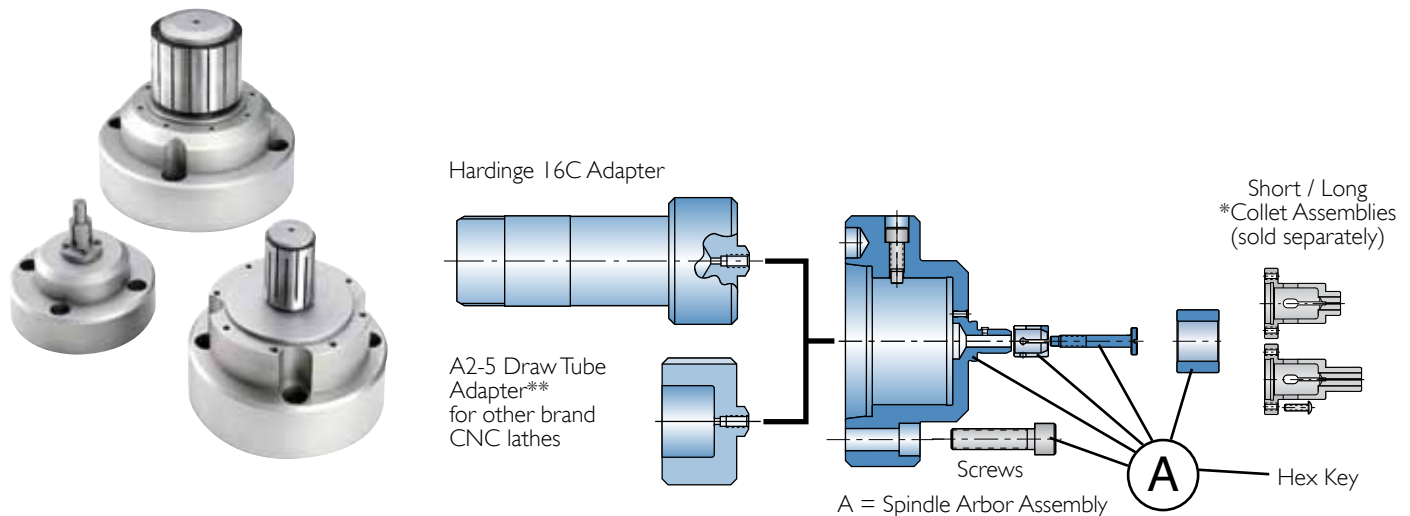 Hardinge 16C Adapter
A2-5 Draw Tube
Adapter**
for other brand
CNC lathes
Short / Long
*Collet Assemblies
(sold separately)
Screws
A
Hex Key
A = Spindle Arbor Assembly